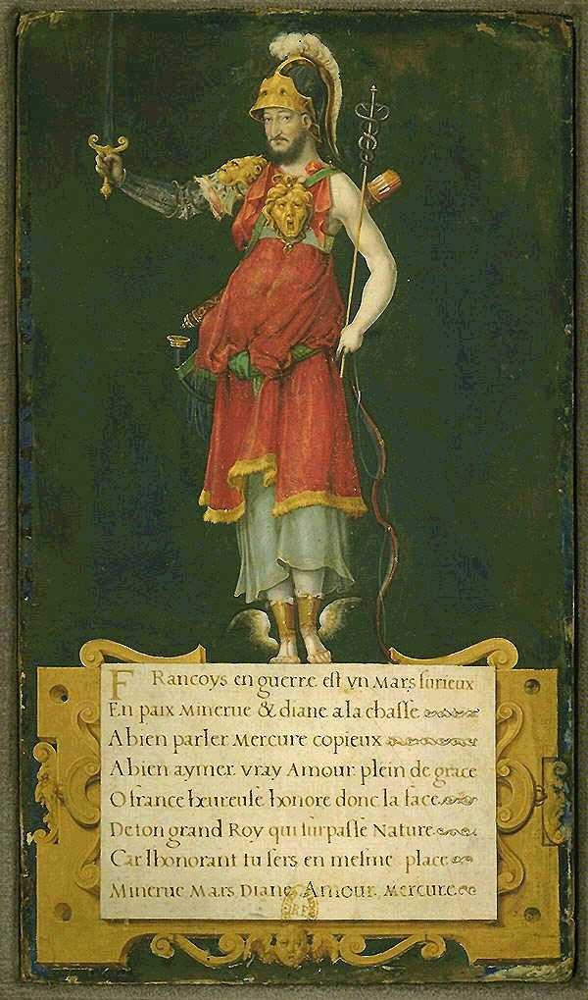 Francoys en guerre est vn Mars furieux
En paix Minerue & diane a la chasse
A bien parler Mercure copieux
A bien aymer vray Amour plein de grace
O france heureuse honore donc la face
De ton grand Roy qui surpasse Nature
Car lhonorant tu sers en mesme place
Minerue Mars Diane Amour Mercure